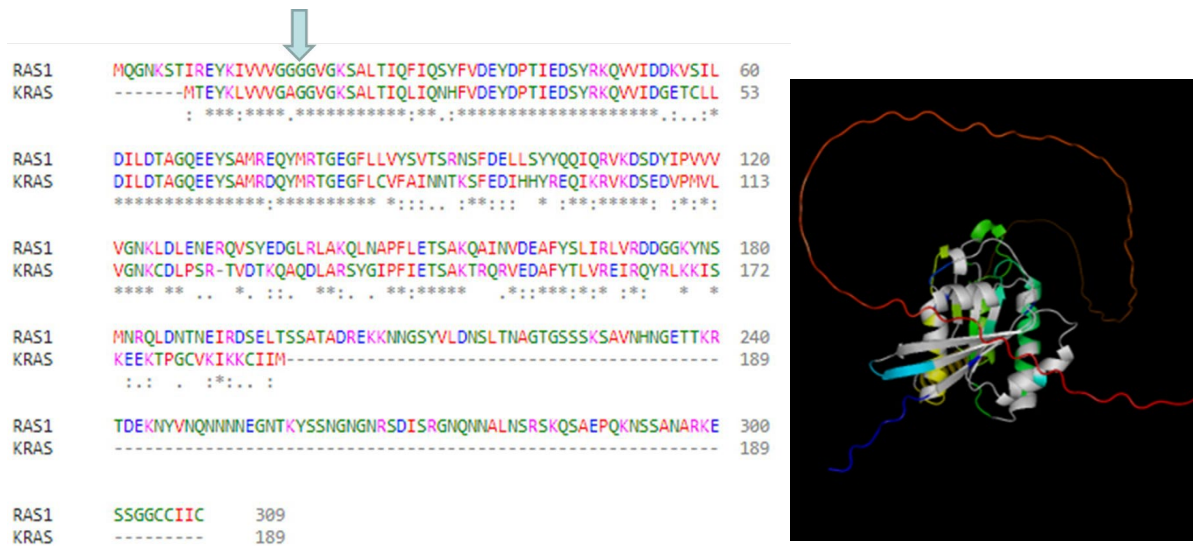 RAS1 MQGNKSTIREYKIVVVGGGGVGKSALTIQFIQSYFVDEYDPTIEDSYRKQVVIDDKVSIL 60
KRAS -------MTEYKLVVVGAGGVGKSALTIQLIQNHFVDEYDPTIEDSYRKQVVIDGETCLL 53
: ***:****.***********:**.:********************.:..:*
RAS1 DILDTAGQEEYSAMREQYMRTGEGFLLVYSVTSRNSFDELLSYYQQIQRVKDSDYIPVVV 120
KRAS DILDTAGQEEYSAMRDQYMRTGEGFLCVFAINNTKSFEDIHHYREQIKRVKDSEDVPMVL 113
***************:********** *:::.. :**::: * :**:*****: :*:*:
RAS1 VGNKLDLENERQVSYEDGLRLAKQLNAPFLETSAKQAINVDEAFYSLIRLVRDDGGKYNS 180
KRAS VGNKCDLPSR-TVDTKQAQDLARSYGIPFIETSAKTRQRVEDAFYTLVREIRQYRLKKIS 172
**** ** .. *. ::. **:. . **:***** .*::***:*:* :*: * *
RAS1 MNRQLDNTNEIRDSELTSSATADREKKNNGSYVLDNSLTNAGTGSSSKSAVNHNGETTKR 240
KRAS KEEKTPGCVKIKKCIIM------------------------------------------- 189
:.: . :*:.. :
RAS1 TDEKNYVNQNNNNEGNTKYSSNGNGNRSDISRGNQNNALNSRSKQSAEPQKNSSANARKE 300
KRAS ------------------------------------------------------------ 189
RAS1 SSGGCCIIC 309
KRAS --------- 189